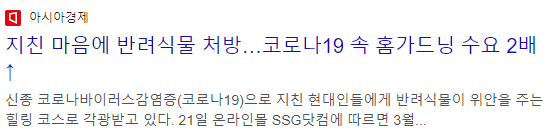 아시아경제
지친 마음에 반려식물 처방…코로나19 속 홈가드닝 수요 2배
↑
신종 코로나바이러스감염증(코로나19)으로 지친 현대인들에게 반려식물이 위안을 주는
힐링 코스로 각광받고 있다. 21일 온라인몰 SSG닷컴에 따르면 3월...